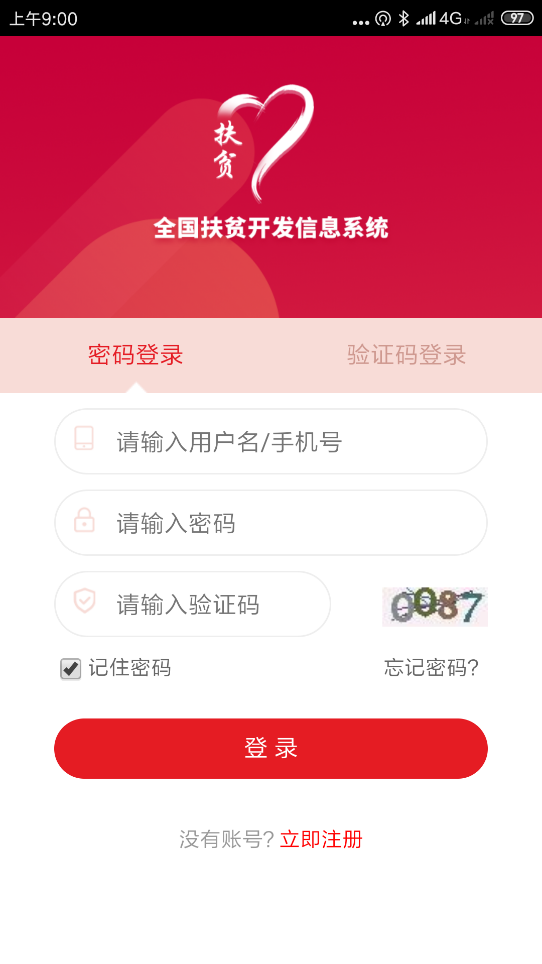 上午9:00
4G
97
扶
贫
全国扶贫开发信息系统
密码登录
验证码登录
请输入用户名/手机号
请输入密码
请输入验证码
0087
记住密码
忘记密码?
登 录
没有账号? 立即注册